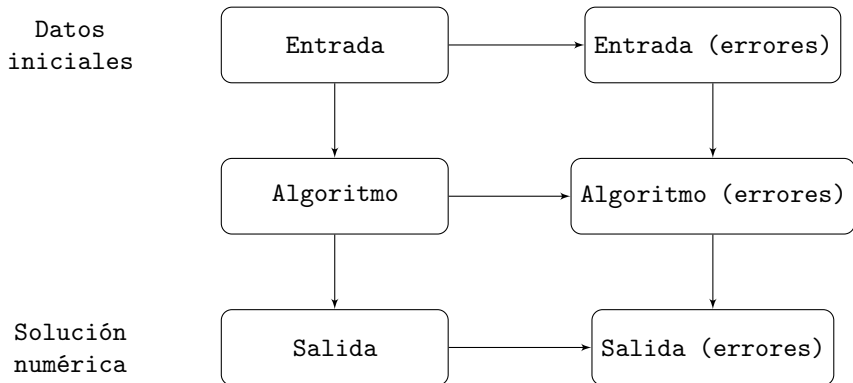 Datos
iniciales
Entrada
Entrada (errores)
Algoritmo
Algoritmo (errores)
Solución
numérica
Salida
Salida (errores)